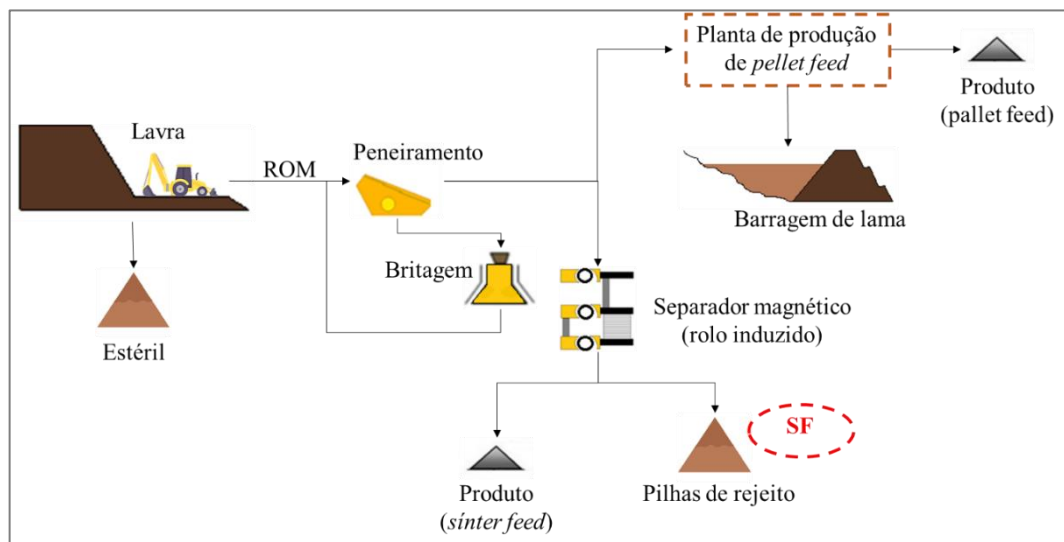 Planta de produção
de pellet feed
Produto
(pallet feed)
Lavra
ROM
Peneiramento
Barragem de lama
Britagem
Separador magnético
(rolo induzido)
Estéril
SF
Produto
(sínter feed)
Pilhas de rejeito